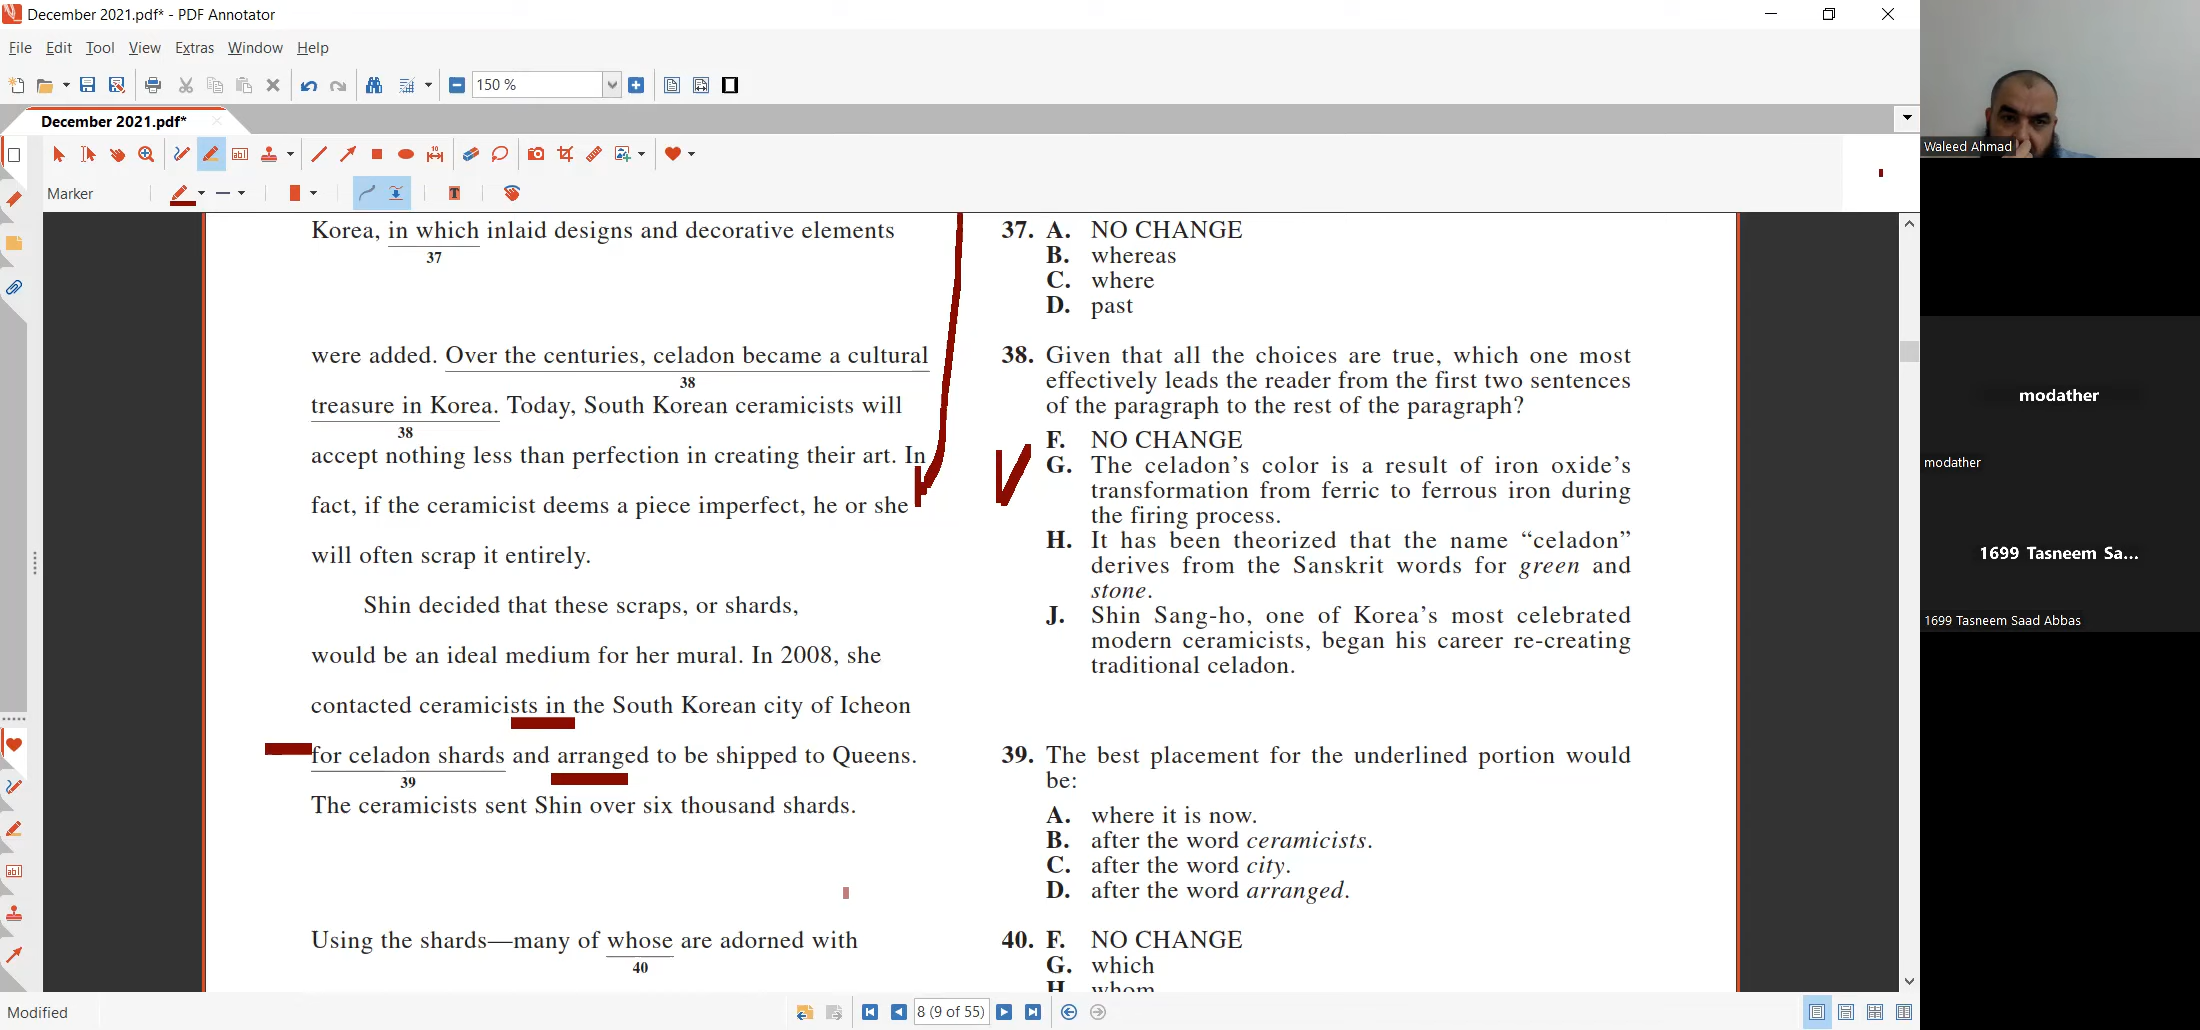 December 2021.pdf* - PDF Annotator
File Edit Tool View Extras Window Help
150 %
December 2021.pdf*
Marker
Korea, in which inlaid designs and decorative elements
37
were added. Over the centuries, celadon became a cultural
38
treasure in Korea. Today, South Korean ceramicists will
38
accept nothing less than perfection in creating their art. In
fact, if the ceramicist deems a piece imperfect, he or she
will often scrap it entirely.
Shin decided that these scraps, or shards,
would be an ideal medium for her mural. In 2008, she
contacted ceramicists in the South Korean city of Icheon
for celadon shards and arranged to be shipped to Queens.
39
The ceramicists sent Shin over six thousand shards.
Using the shards—many of whose are adorned with
40
37. A. NO CHANGE
B. whereas
C. where
D. past
38. Given that all the choices are true, which one most
effectively leads the reader from the first two sentences
of the paragraph to the rest of the paragraph?
F. NO CHANGE
G. The celadon’s color is a result of iron oxide’s
transformation from ferric to ferrous iron during
the firing process.
H. It has been theorized that the name “celadon”
derives from the Sanskrit words for green and
stone.
J. Shin Sang-ho, one of Korea’s most celebrated
modern ceramicists, began his career re-creating
traditional celadon.
39. The best placement for the underlined portion would
be:
A. where it is now.
B. after the word ceramicists.
C. after the word city.
D. after the word arranged.
40. F. NO CHANGE
G. which
H. whom
Modified
8 (9 of 55)
Waleed Ahmad
modather
modather
1699 Tasneem Sa...
1699 Tasneem Saad Abbas